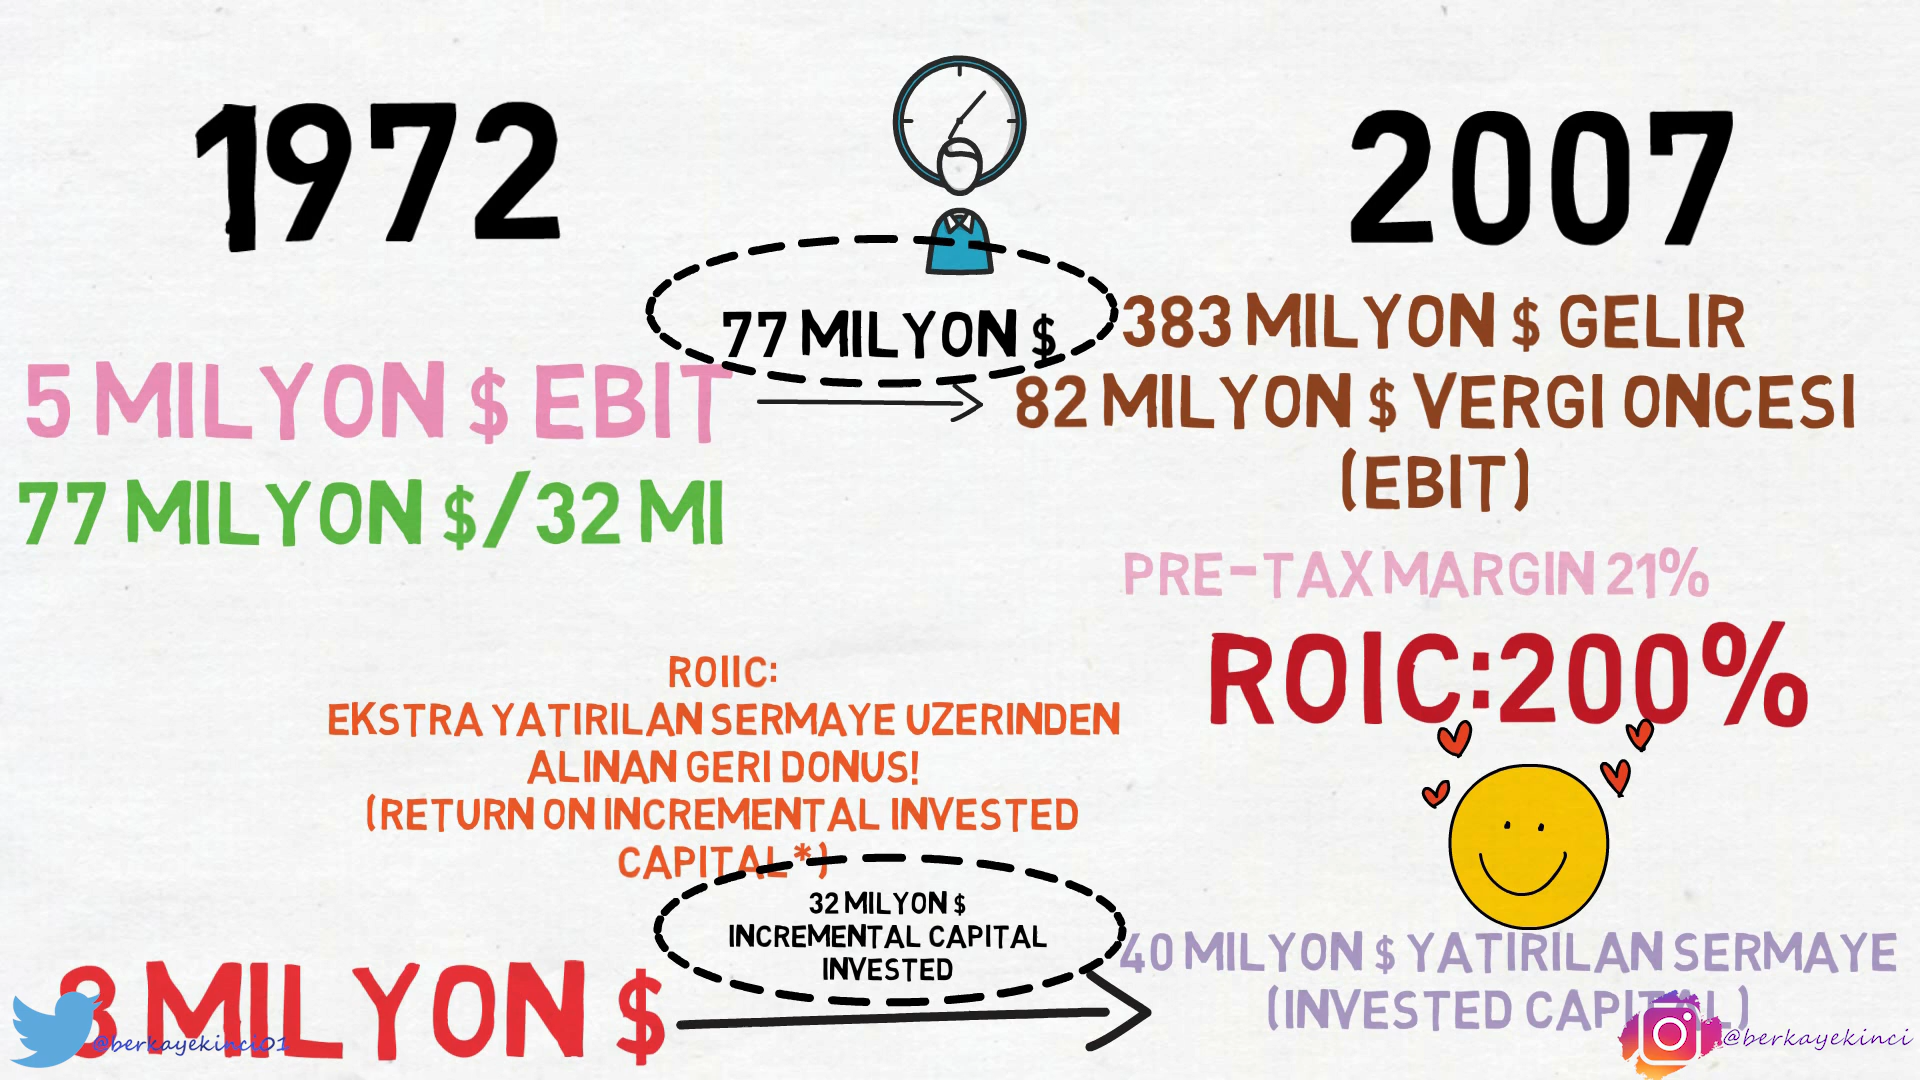 1972
2007
77 MILYON $
383 MILYON $ GELIR
82 MILYON $ VERGI ONCESI
(EBIT)
5 MILYON $ EBIT
77 MILYON $/32 MI
PRE-TAX MARGIN 21%
ROIC:200%
ROIIC:
EKSTRA YATIRILAN SERMAYE UZERINDEN
ALINAN GERI DONUS!
(RETURN ON INCREMENTAL INVESTED
CAPITAL*)
32 MILYON $
INCREMENTAL CAPITAL
INVESTED
8 MILYON $
40 MILYON $ YATIRILAN SERMAYE
(INVESTED CAPITAL)
@berkayekinci01
@berkayekinci